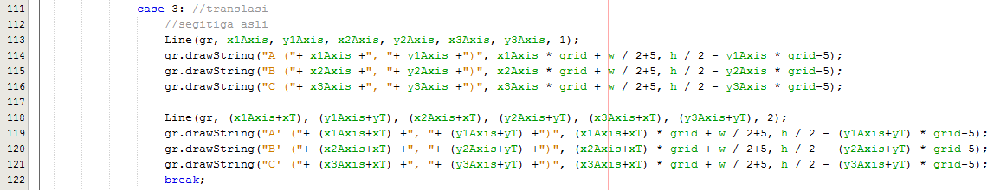 111 case 3: //translasi
112 //segitiga asli
113 Line(gr, x1Axis, y1Axis, x2Axis, y2Axis, x3Axis, y3Axis, 1);
114 gr.drawString("A ("+ x1Axis +", "+ y1Axis +")", x1Axis * grid + w / 2+5, h / 2 - y1Axis * grid-5);
115 gr.drawString("B ("+ x2Axis +", "+ y2Axis +")", x2Axis * grid + w / 2+5, h / 2 - y2Axis * grid-5);
116 gr.drawString("C ("+ x3Axis +", "+ y3Axis +")", x3Axis * grid + w / 2+5, h / 2 - y3Axis * grid-5);
117
118 Line(gr, (x1Axis+xT), (y1Axis+yT), (x2Axis+xT), (y2Axis+yT), (x3Axis+xT), (y3Axis+yT), 2);
119 gr.drawString("A' ("+ (x1Axis+xT) +", "+ (y1Axis+yT) +")", (x1Axis+xT) * grid + w / 2+5, h / 2 - (y1Axis+yT) * grid-5);
120 gr.drawString("B' ("+ (x2Axis+xT) +", "+ (y2Axis+yT) +")", (x2Axis+xT) * grid + w / 2+5, h / 2 - (y2Axis+yT) * grid-5);
121 gr.drawString("C' ("+ (x3Axis+xT) +", "+ (y3Axis+yT) +")", (x3Axis+xT) * grid + w / 2+5, h / 2 - (y3Axis+yT) * grid-5);
122 break;